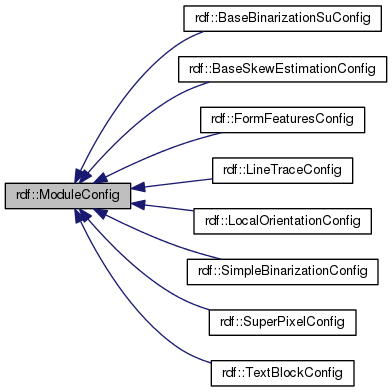 rdf::BaseBinarizationSuConfig
rdf::BaseSkewEstimationConfig
rdf::FormFeaturesConfig
rdf::LineTraceConfig
rdf::ModuleConfig
rdf::LocalOrientationConfig
rdf::SimpleBinarizationConfig
rdf::SuperPixelConfig
rdf::TextBlockConfig